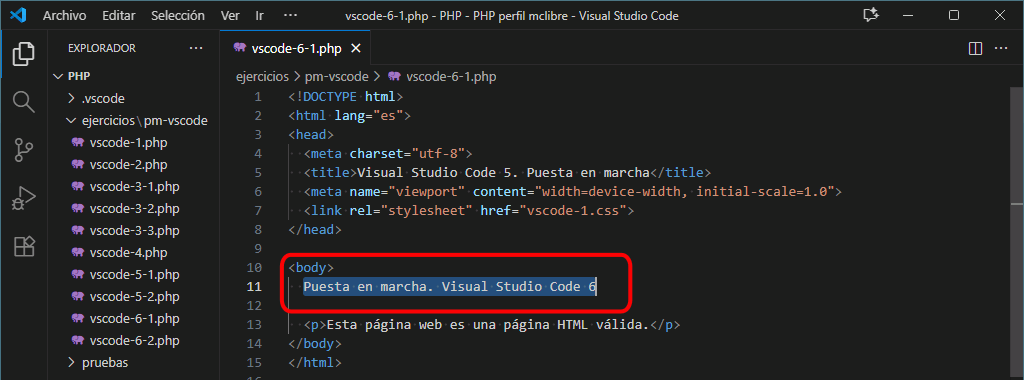 Archivo Editar Selección Ver Ir ··· vscode-6-1.php - PHP - PHP perfil mclibre - Visual Studio Code
EXPLORADOR ···
vscode-6-1.php
PHP
.vscode
ejercicios\pm-vscode
vscode-1.php
vscode-2.php
vscode-3-1.php
vscode-3-2.php
vscode-3-3.php
vscode-4.php
vscode-5-1.php
vscode-5-2.php
vscode-6-1.php
vscode-6-2.php
pruebas
ejercicios > pm-vscode > vscode-6-1.php
1 <!DOCTYPE html>
2 <html lang="es">
3 <head>
4 <meta charset="utf-8">
5 <title>Visual Studio Code 5. Puesta en marcha</title>
6 <meta name="viewport" content="width=device-width, initial-scale=1.0">
7 <link rel="stylesheet" href="vscode-1.css">
8 </head>
9
10 <body>
11 Puesta en marcha. Visual Studio Code 6
12
13 <p>Esta página web es una página HTML válida.</p>
14 </body>
15 </html>
16